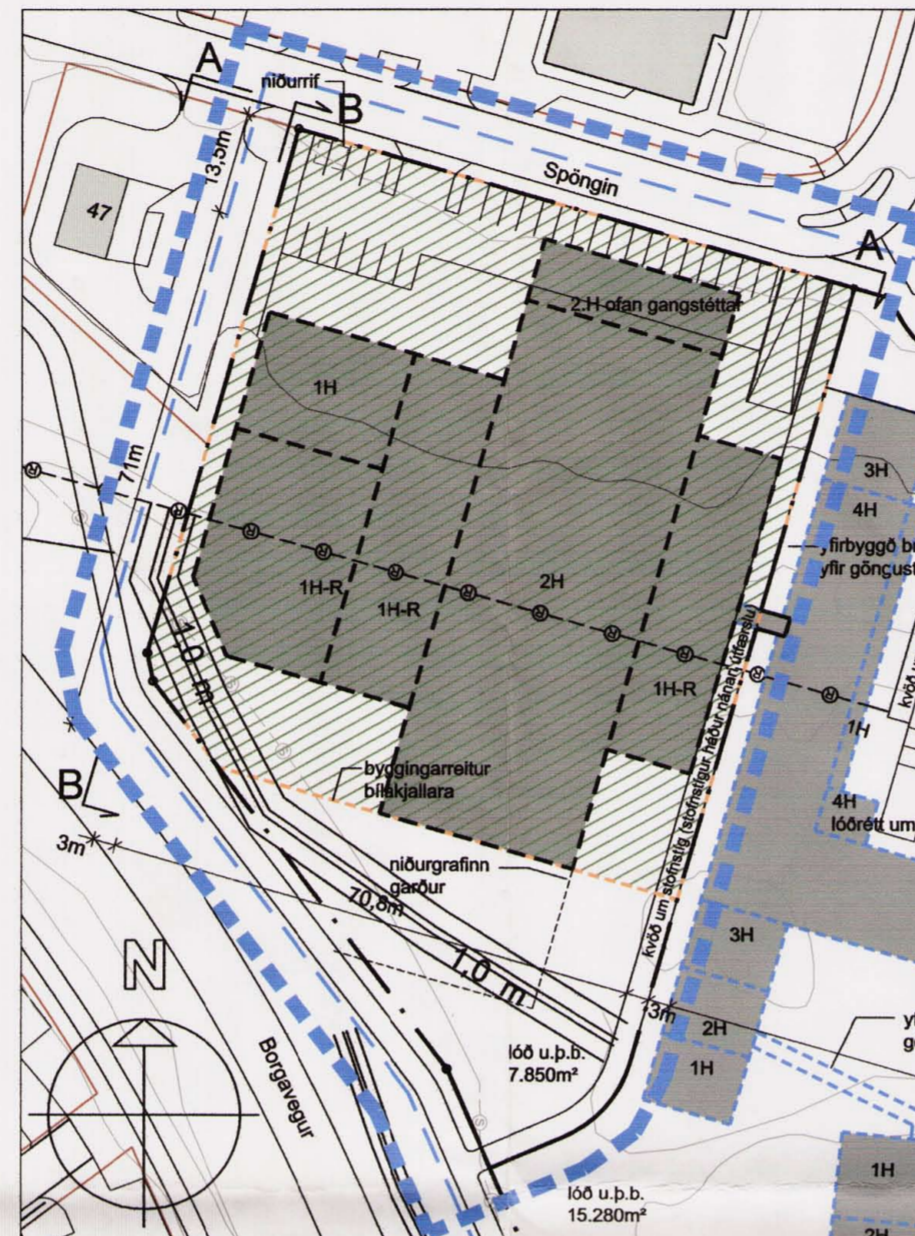 A
niðurrif
B
13,5m
47
Spöngin
A
2.H ofan gangstéttar
1H
3H
4H
71m
yfir göngust
1H-R
1H-R
2H
1H-R
1,0 m
kvöð um stofnstíg (stofnstígur háður nánari útfærslu)
1H
byggingarreitur
bílakjallara
B
3m
4H
lóðrétt um
niðurgrafinn
garður
70,8m
3H
N
1,0 m
3m
2H
1H
Borgavegur
lóð u.þ.b.
7.850m²
1H
lóð u.þ.b.
15.280m²
2H
R
R
R
R
R
R
R
R
R
R
R
R
S
S
S
S